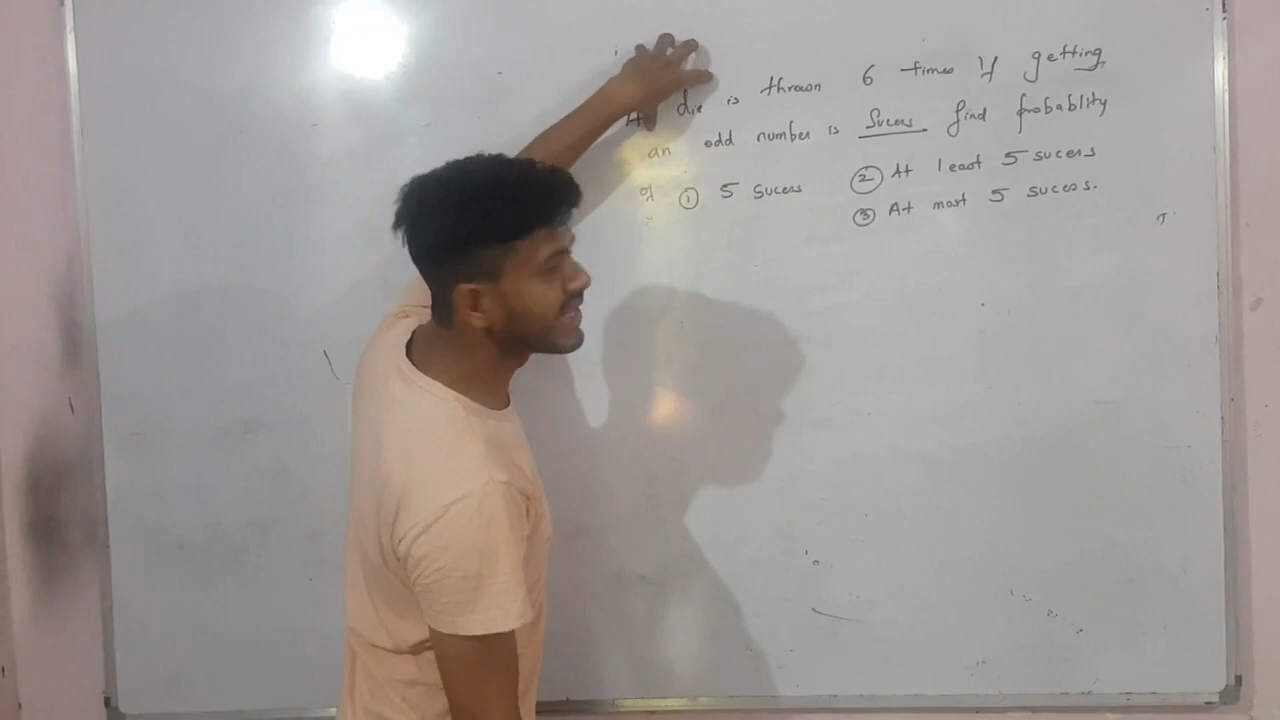 A die is thrown 6 times If getting
an odd number is Sucess find probablity
of ① 5 Sucess ② At least 5 sucess
③ At most 5 sucess.